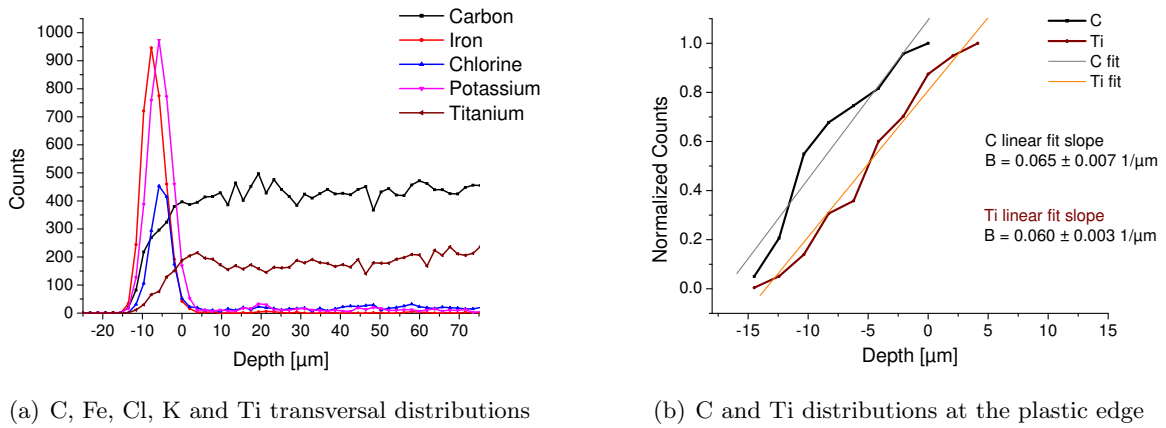 Carbon
Iron
Chlorine
Potassium
Titanium
1000
900
800
700
600
500
400
300
200
100
0
Counts
-20 -10 0 10 20 30 40 50 60 70
Depth [µm]
(a) C, Fe, Cl, K and Ti transversal distributions
C
Ti
C fit
Ti fit
1.0
0.8
0.6
0.4
0.2
0.0
Normalized Counts
C linear fit slope
B = 0.065 ± 0.007 1/µm
Ti linear fit slope
B = 0.060 ± 0.003 1/µm
-15 -10 -5 0 5 10 15
Depth [µm]
(b) C and Ti distributions at the plastic edge